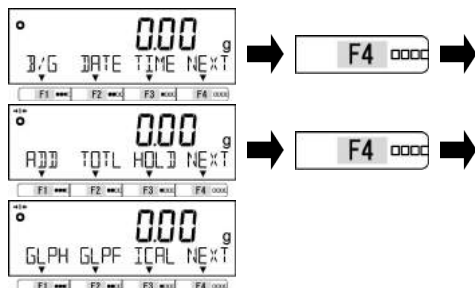 0.00 g
B/G DATE TIME NEXT
F1 F2 F3 F4
F4
0.00 g
ADD TOTL HOLD NEXT
F1 F2 F3 F4
F4
0.00 g
GLPH GLPF ICAL NEXT
F1 F2 F3 F4